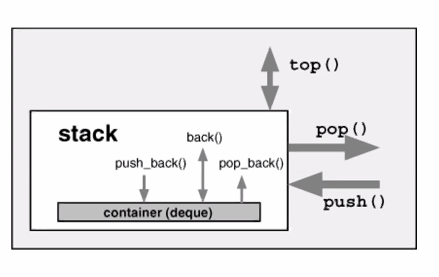 top()
stack
pop()
back()
push_back()
pop_back()
push()
container (deque)